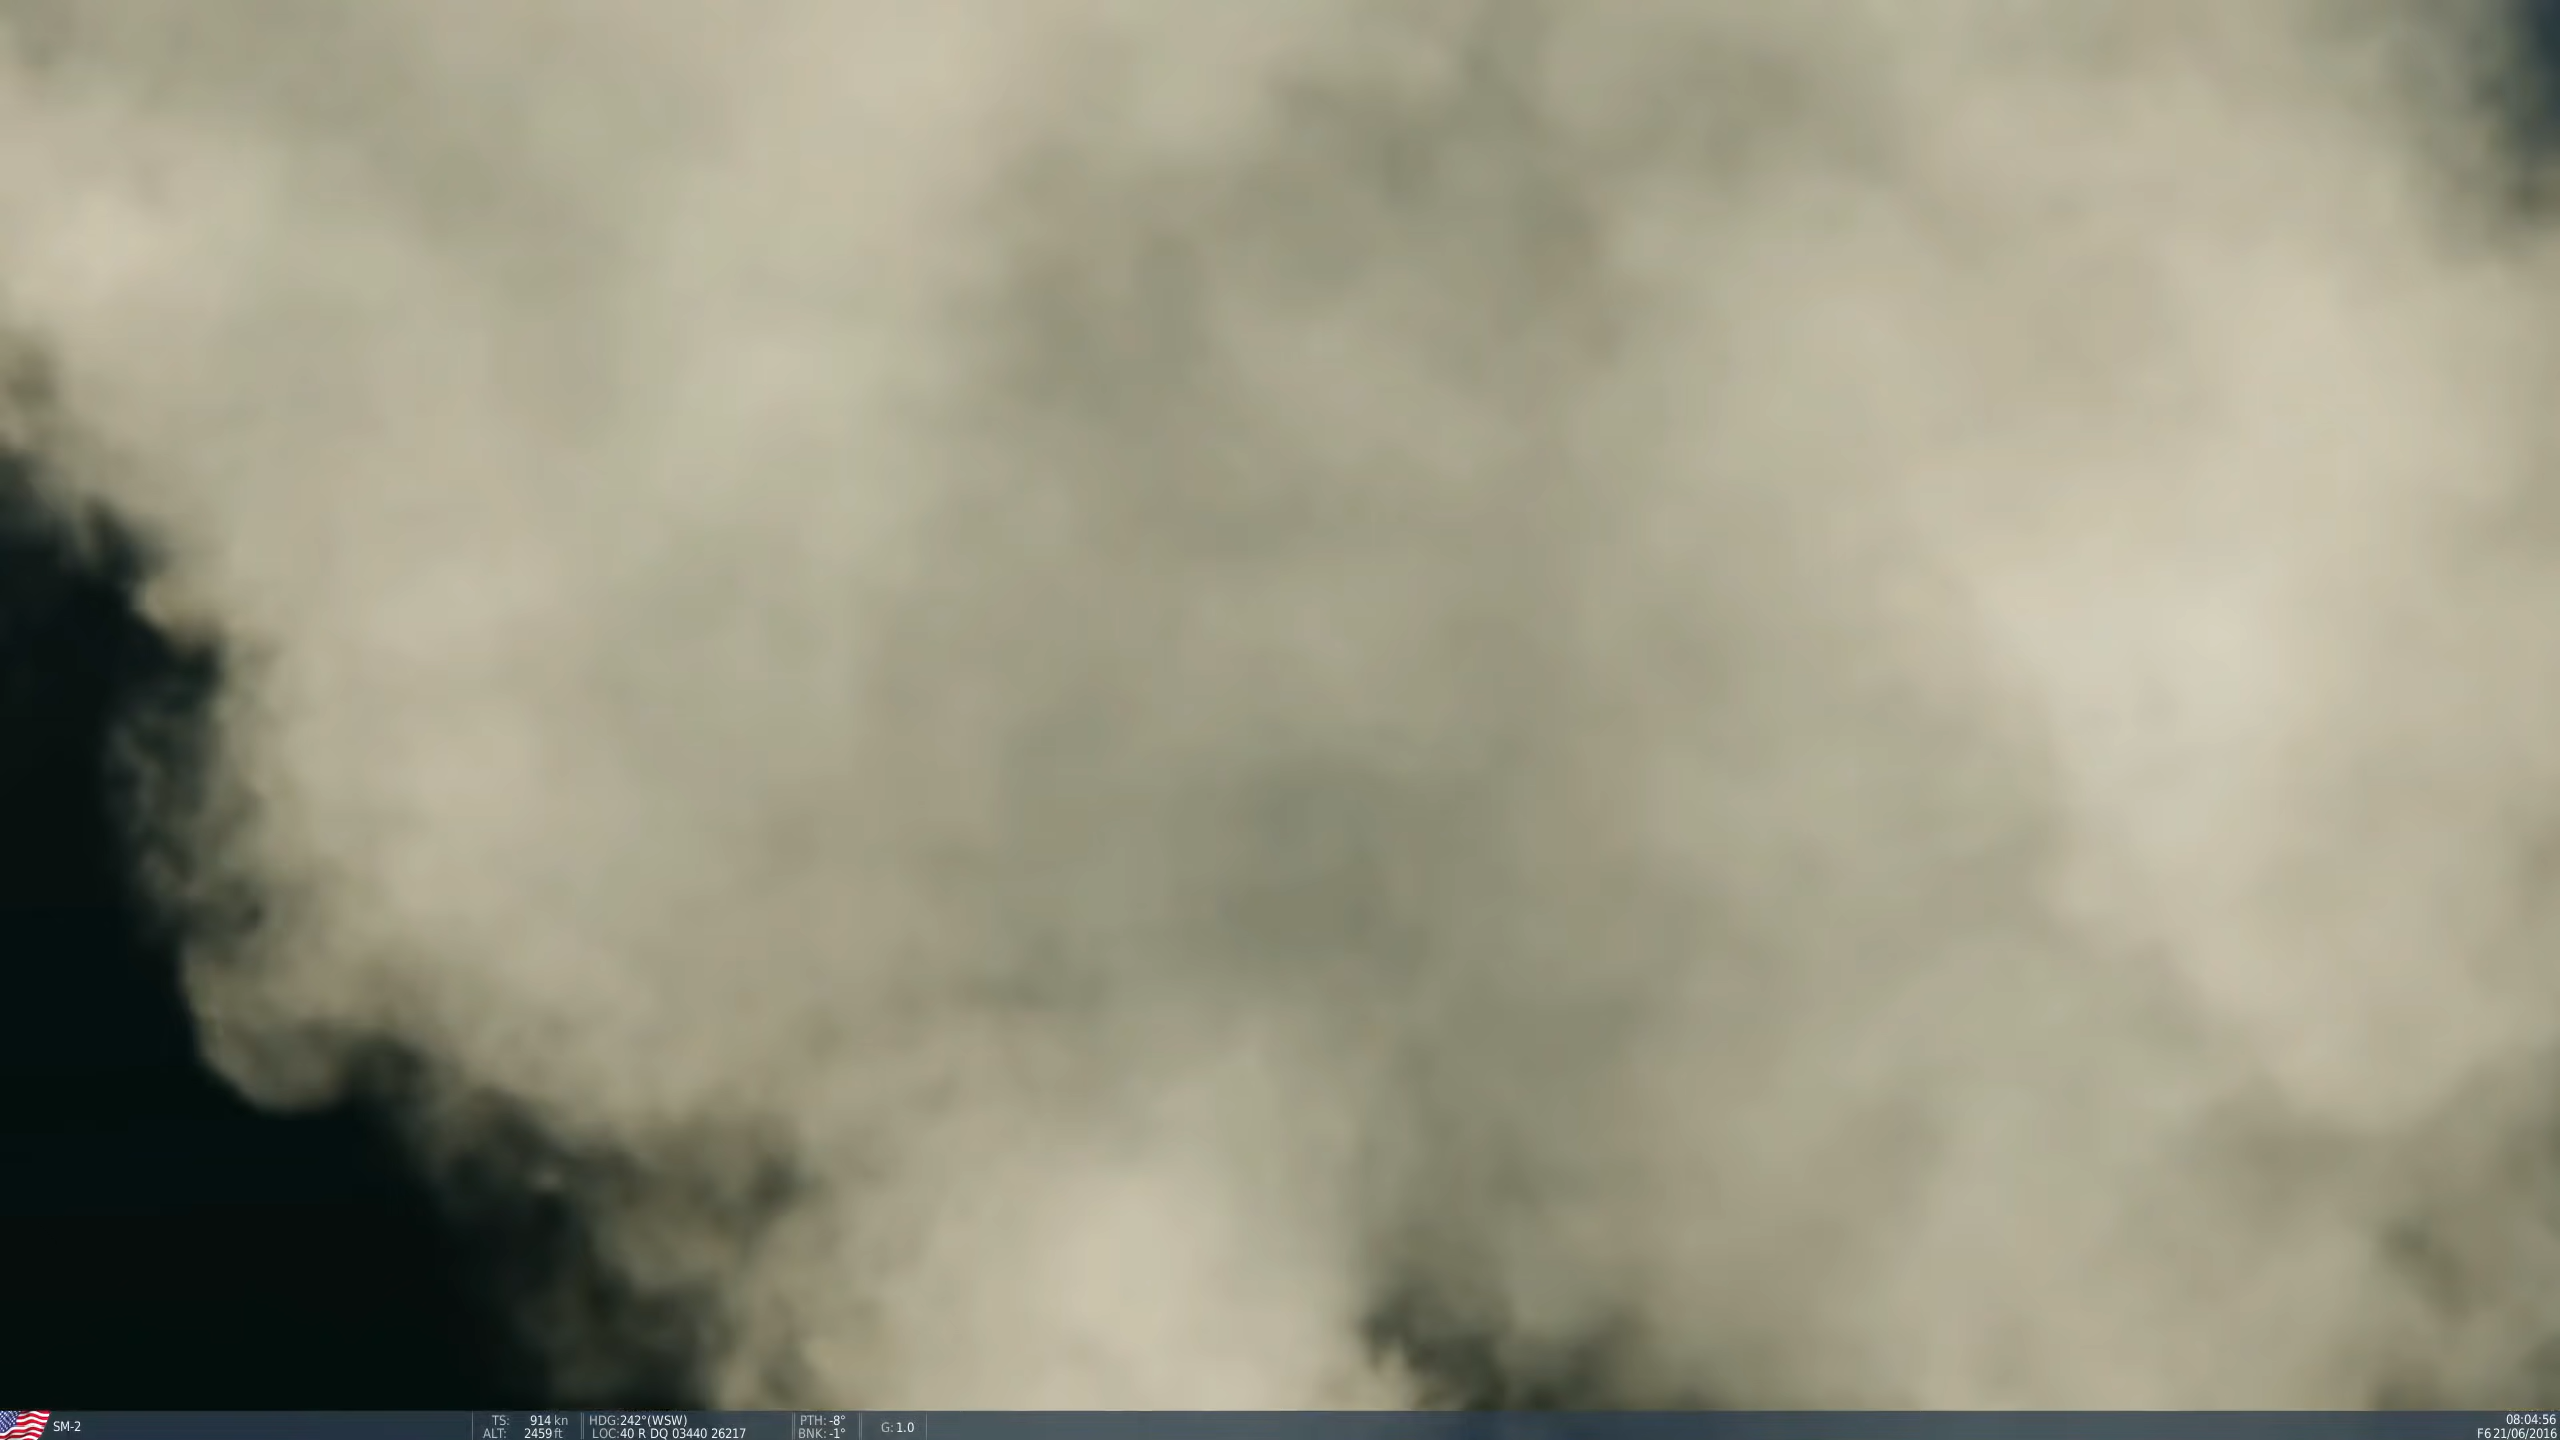 SM-2
TS: 914 kn
ALT: 2459 ft
HDG:242°(WSW)
LOC:40 R DQ 03440 26217
PTH: -8°
BNK: -1°
G: 1.0
08:04:56
F6 21/06/2016